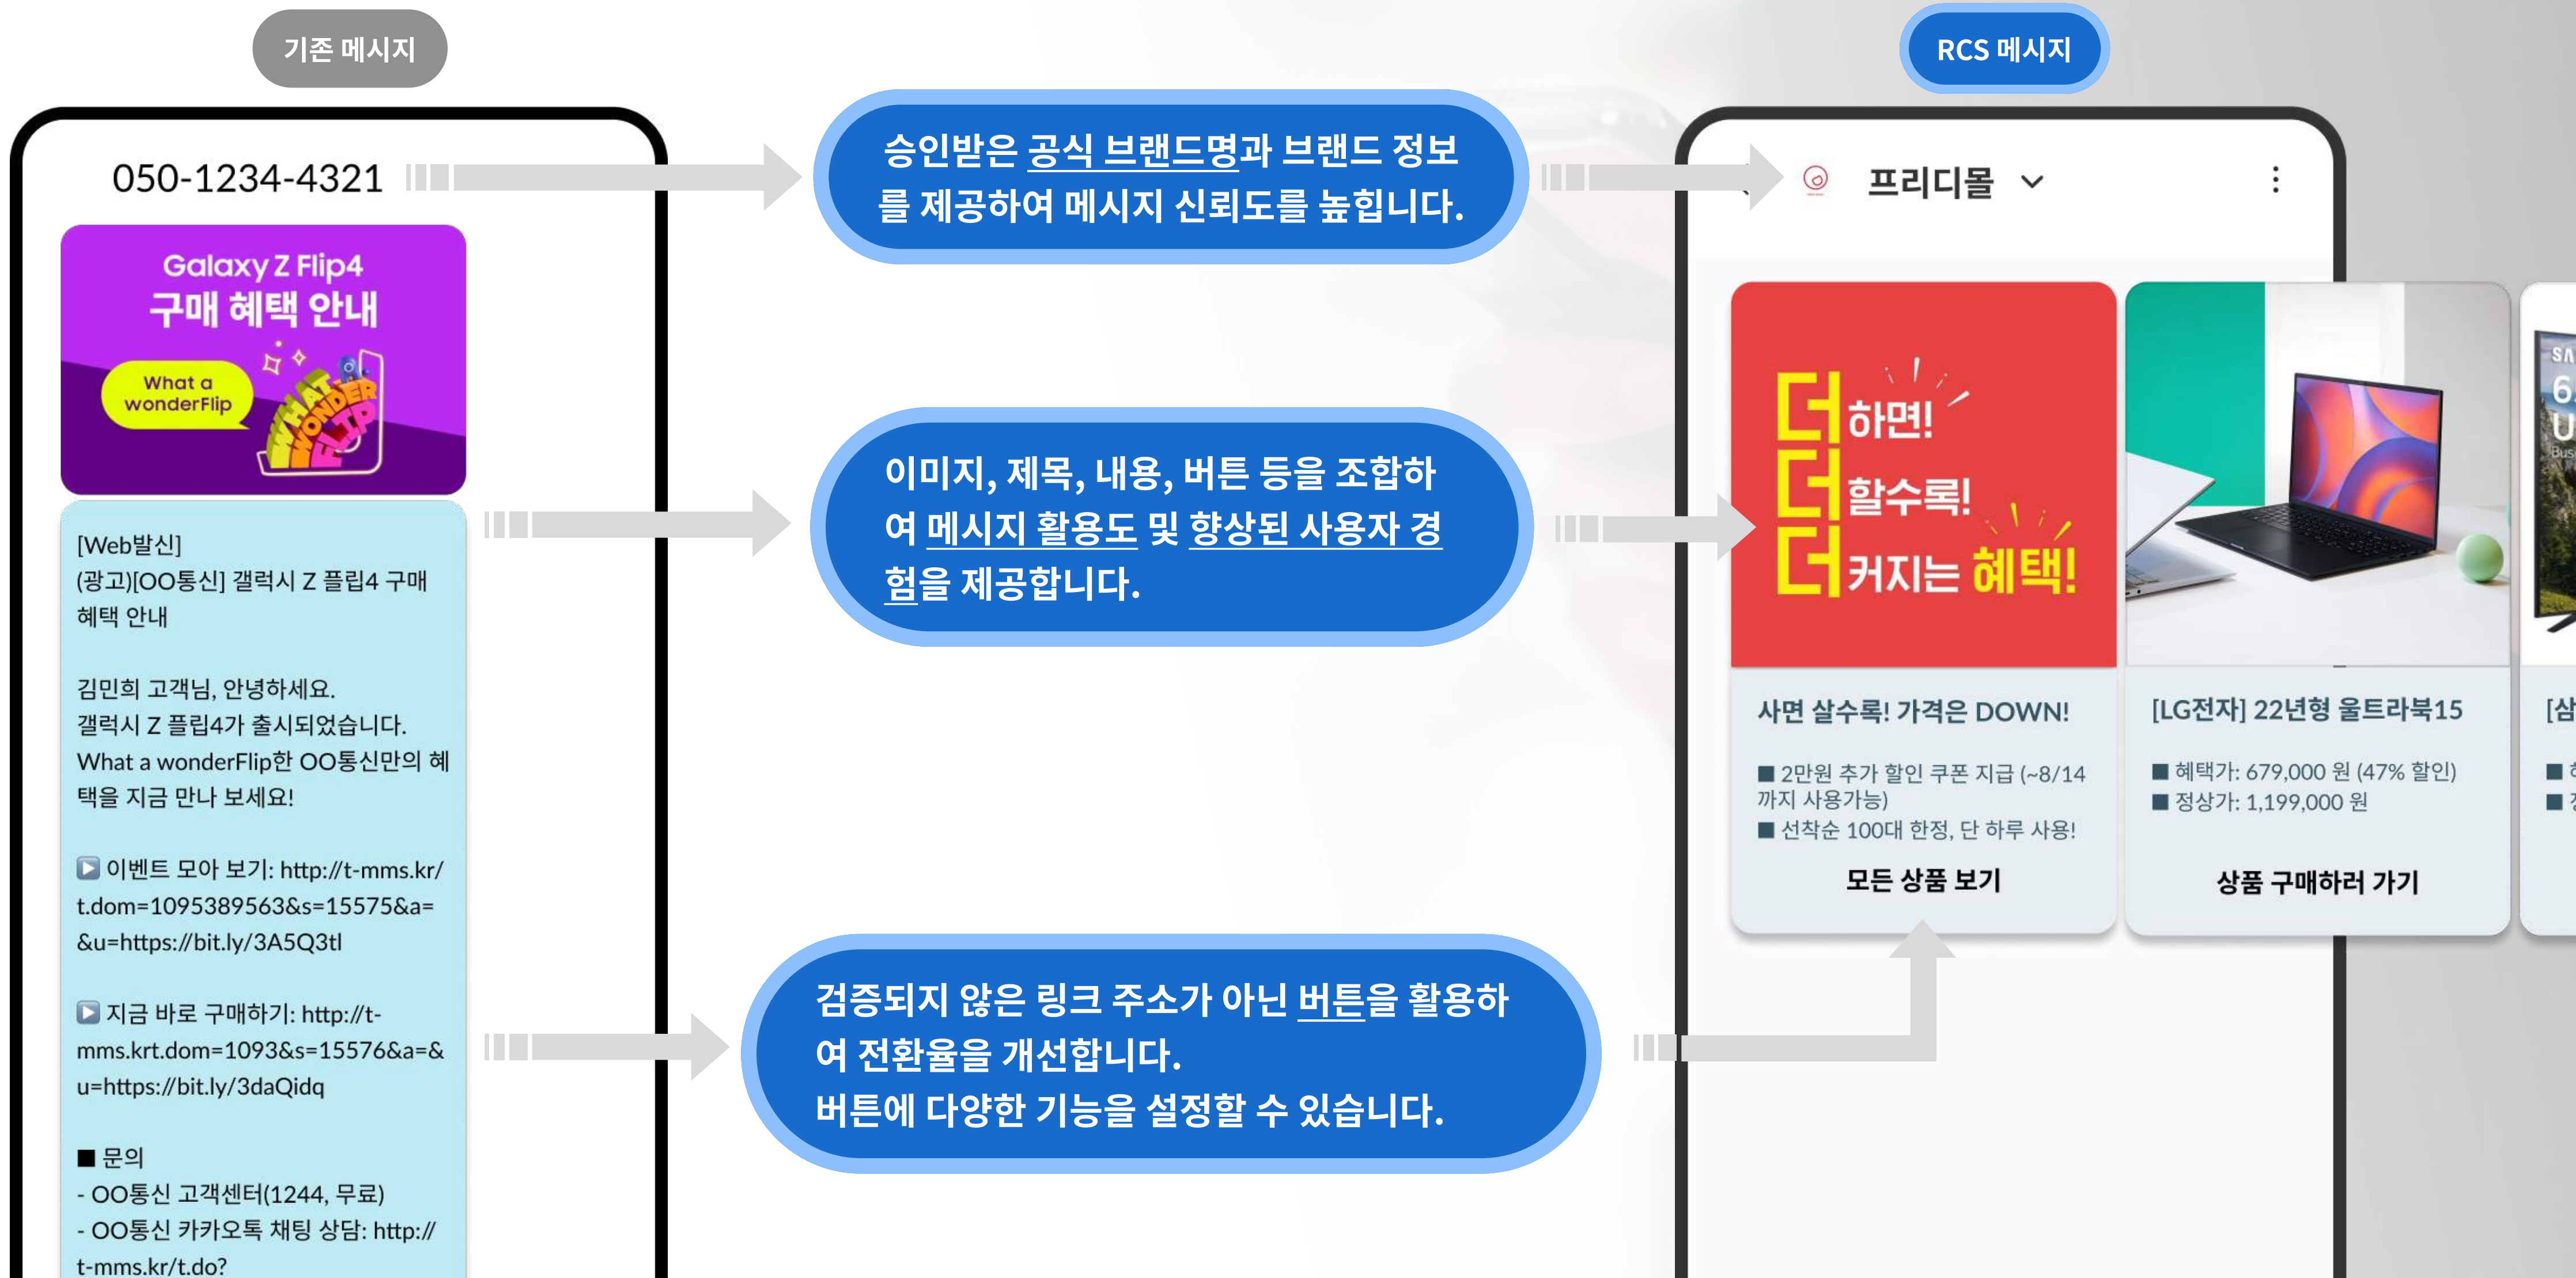 기존 메시지
RCS 메시지
050-1234-4321
Galaxy Z Flip4
구매 혜택 안내
What a
wonderFlip
WHAT
WONDER
FLIP
[Web발신]
(광고)[OO통신] 갤럭시 Z 플립4 구매
혜택 안내
김민희 고객님, 안녕하세요.
갤럭시 Z 플립4가 출시되었습니다.
What a wonderFlip한 OO통신만의 혜
택을 지금 만나 보세요!
이벤트 모아 보기: http://t-mms.kr/
t.dom=1095389563&s=15575&a=
&u=https://bit.ly/3A5Q3tl
지금 바로 구매하기: http://t-
mms.krt.dom=1093&s=15576&a=&
u=https://bit.ly/3daQidq
■ 문의
- OO통신 고객센터(1244, 무료)
- OO통신 카카오톡 채팅 상담: http://
t-mms.kr/t.do?
승인받은 공식 브랜드명과 브랜드 정보
를 제공하여 메시지 신뢰도를 높힙니다.
이미지, 제목, 내용, 버튼 등을 조합하
여 메시지 활용도 및 향상된 사용자 경
험을 제공합니다.
검증되지 않은 링크 주소가 아닌 버튼을 활용하
여 전환율을 개선합니다.
버튼에 다양한 기능을 설정할 수 있습니다.
프리디몰
더 하면!
더 할수록!
더 커지는 혜택!
사면 살수록! 가격은 DOWN!
■ 2만원 추가 할인 쿠폰 지급 (~8/14
까지 사용가능)
■ 선착순 100대 한정, 단 하루 사용!
모든 상품 보기
[LG전자] 22년형 울트라북15
■ 혜택가: 679,000 원 (47% 할인)
■ 정상가: 1,199,000 원
상품 구매하러 가기
[삼